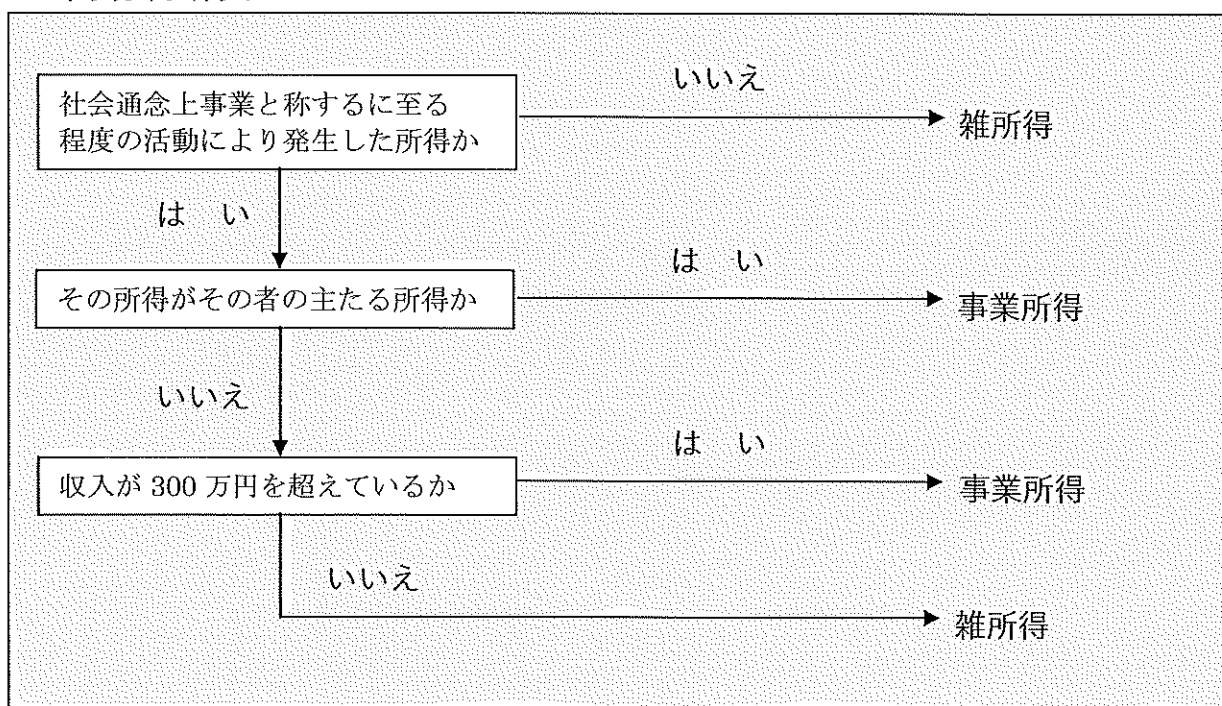 社会通念上事業と称するに至る
程度の活動により発生した所得か
いいえ
雑所得
は い
その所得がその者の主たる所得か
は い
事業所得
いいえ
収入が 300 万円を超えているか
は い
事業所得
いいえ
雑所得